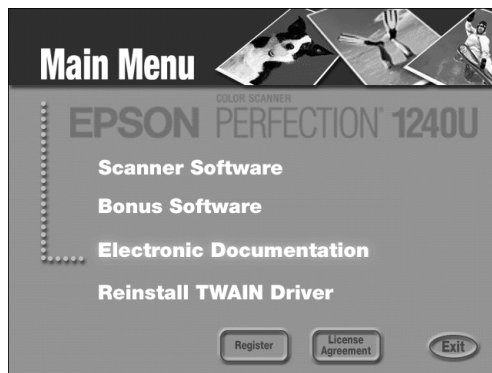 Main Menu
COLOR SCANNER
EPSON PERFECTION® 1240U
Scanner Software
Bonus Software
Electronic Documentation
Reinstall TWAIN Driver
Register
License
Agreement
Exit